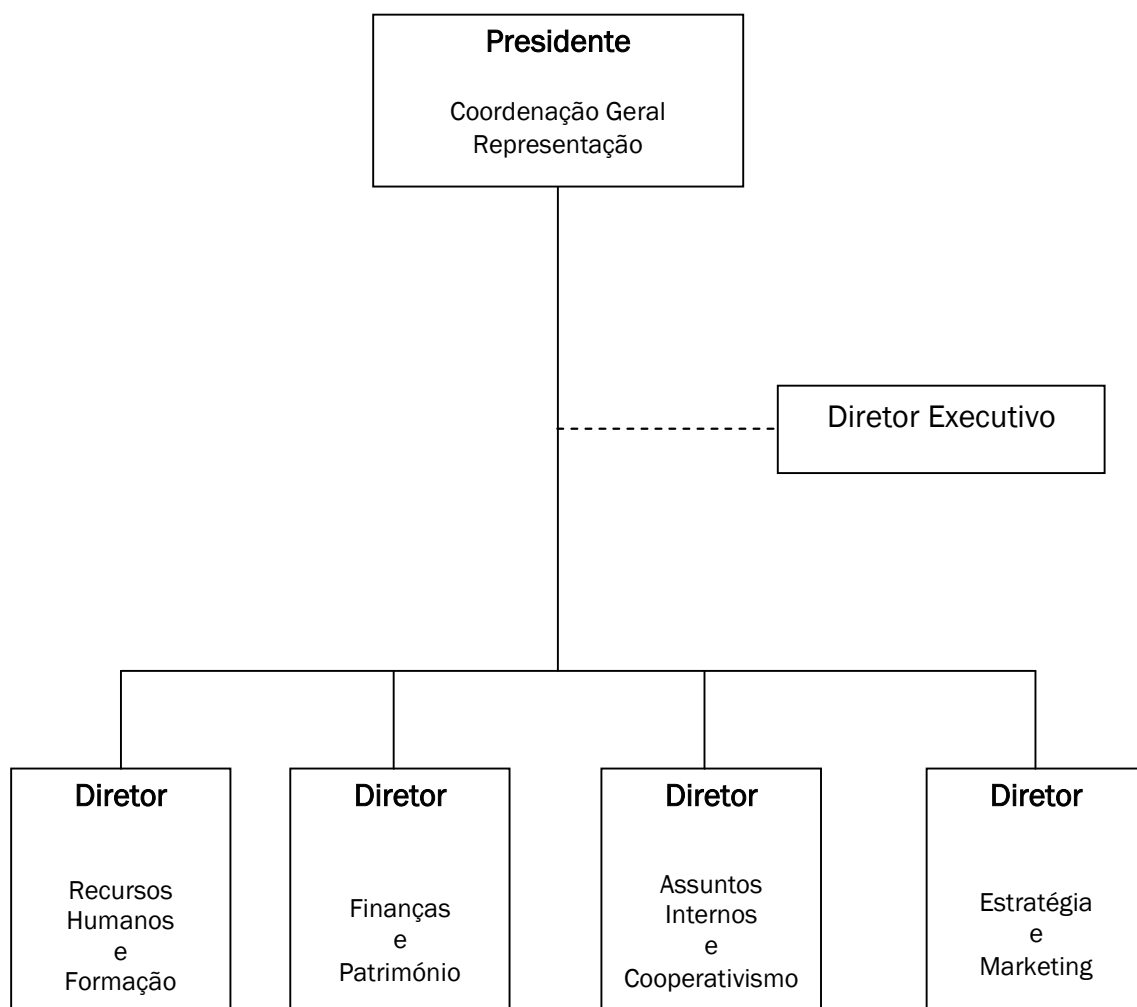 Presidente
Coordenação Geral
Representação
Diretor Executivo
Diretor
Recursos
Humanos
e
Formação
Diretor
Finanças
e
Património
Diretor
Assuntos
Internos
e
Cooperativismo
Diretor
Estratégia
e
Marketing